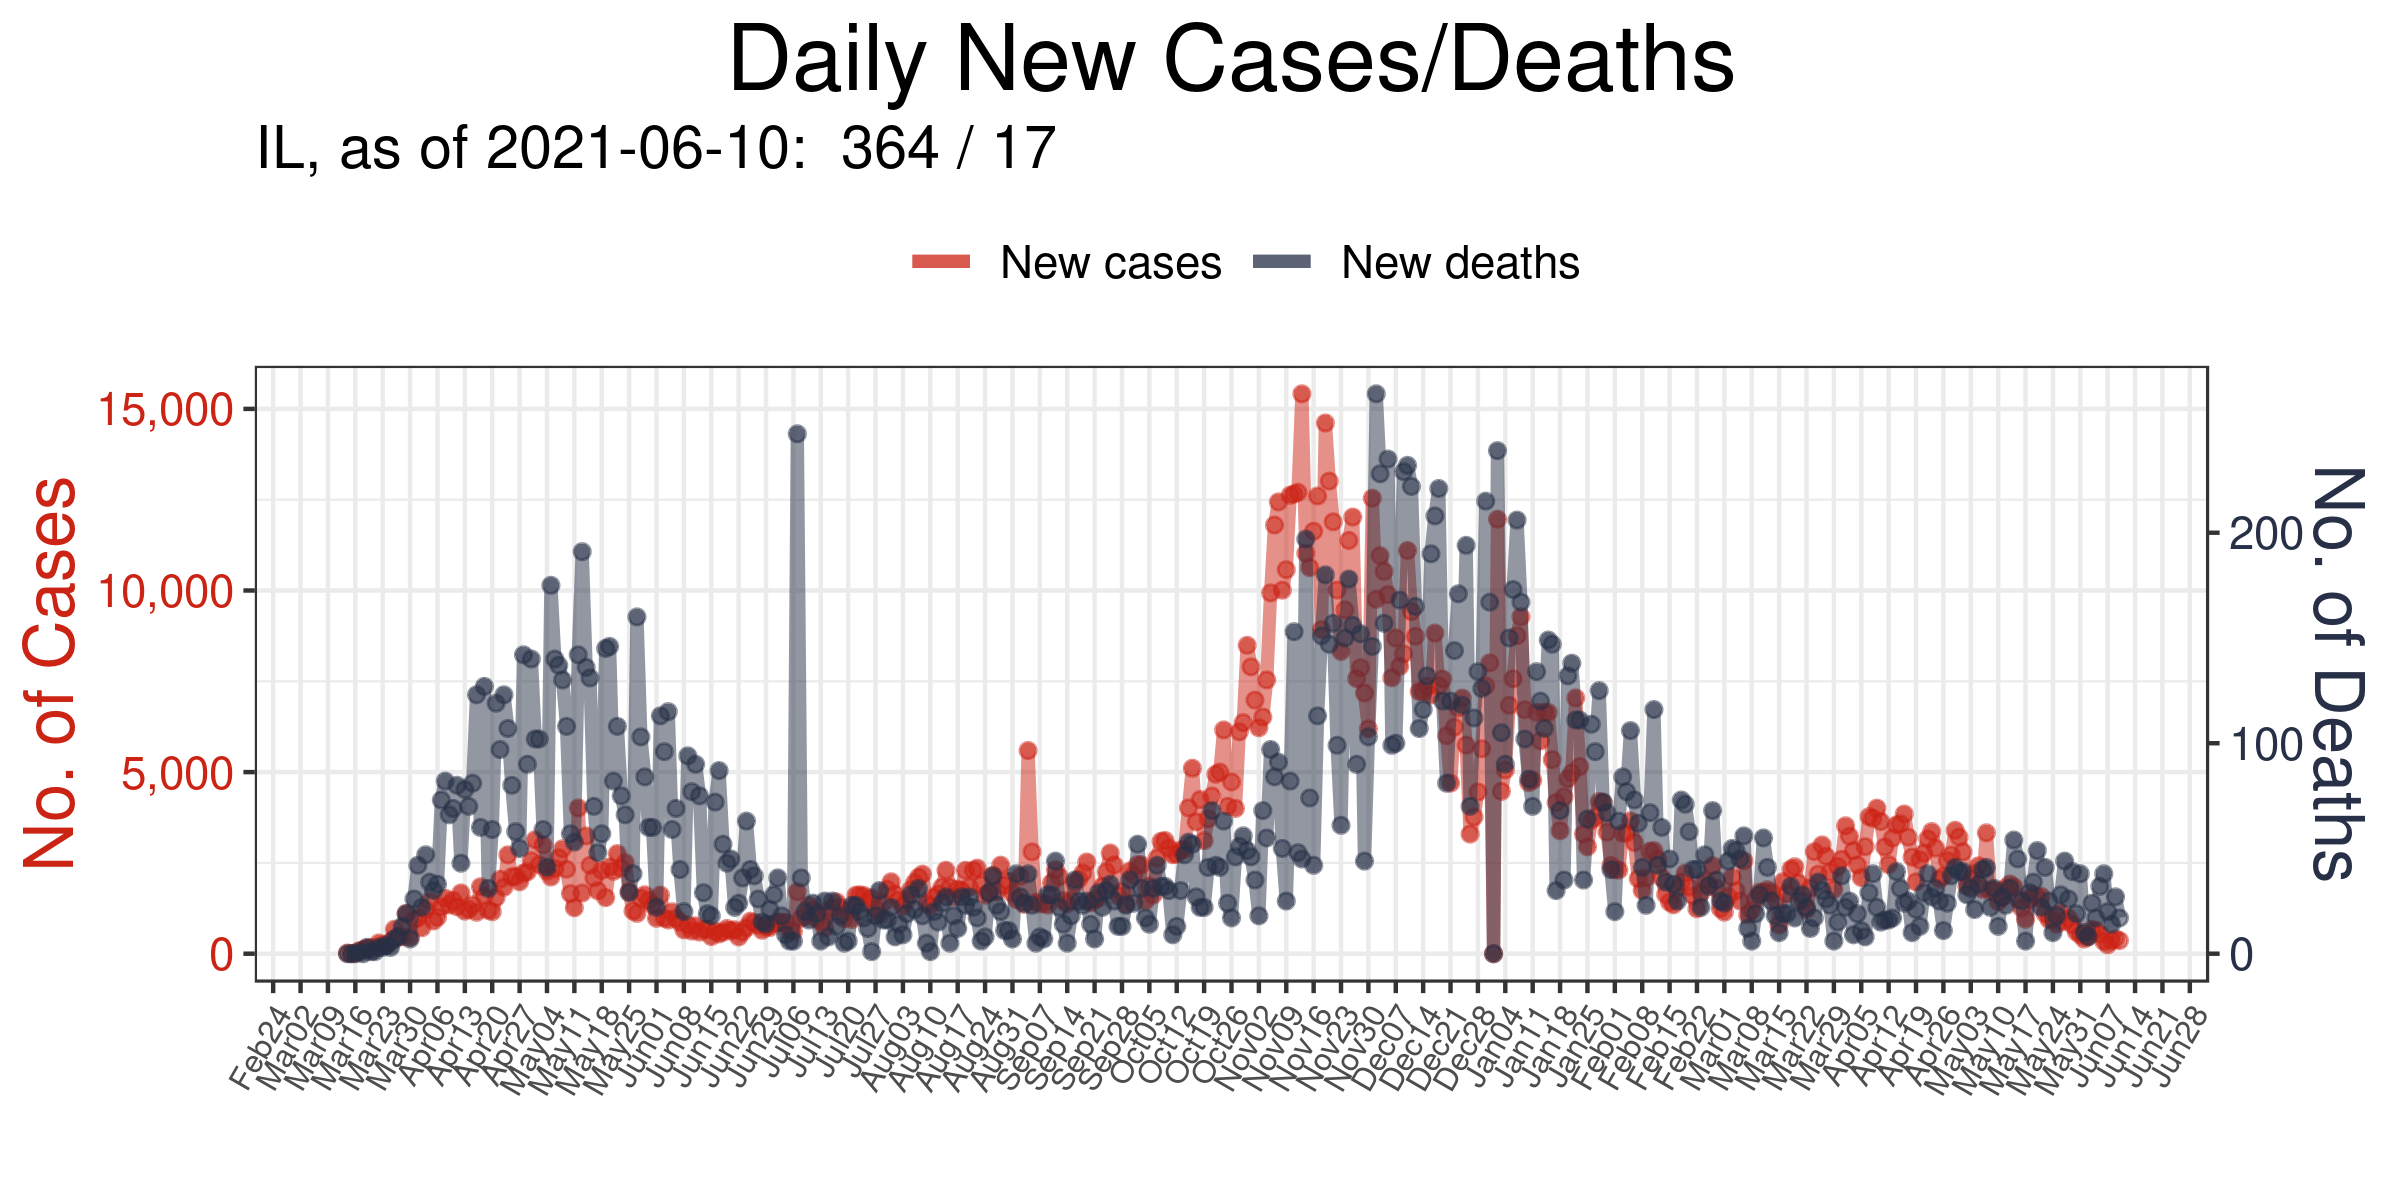 Daily New Cases/Deaths
IL, as of 2021-06-10: 364 / 17
New cases
New deaths
No. of Cases
15,000
10,000
5,000
0
200
100
0
No. of Deaths
Feb24
Mar02
Mar09
Mar16
Mar23
Mar30
Apr06
Apr13
Apr20
Apr27
May04
May11
May18
May25
Jun01
Jun08
Jun15
Jun22
Jun29
Jul06
Jul13
Jul20
Jul27
Aug03
Aug10
Aug17
Aug24
Aug31
Sep07
Sep14
Sep21
Sep28
Oct05
Oct12
Oct19
Oct26
Nov02
Nov09
Nov16
Nov23
Nov30
Dec07
Dec14
Dec21
Dec28
Jan04
Jan11
Jan18
Jan25
Feb01
Feb08
Feb15
Feb22
Mar01
Mar08
Mar15
Mar22
Mar29
Apr05
Apr12
Apr19
Apr26
May03
May10
May17
May24
May31
Jun07
Jun14
Jun21
Jun28